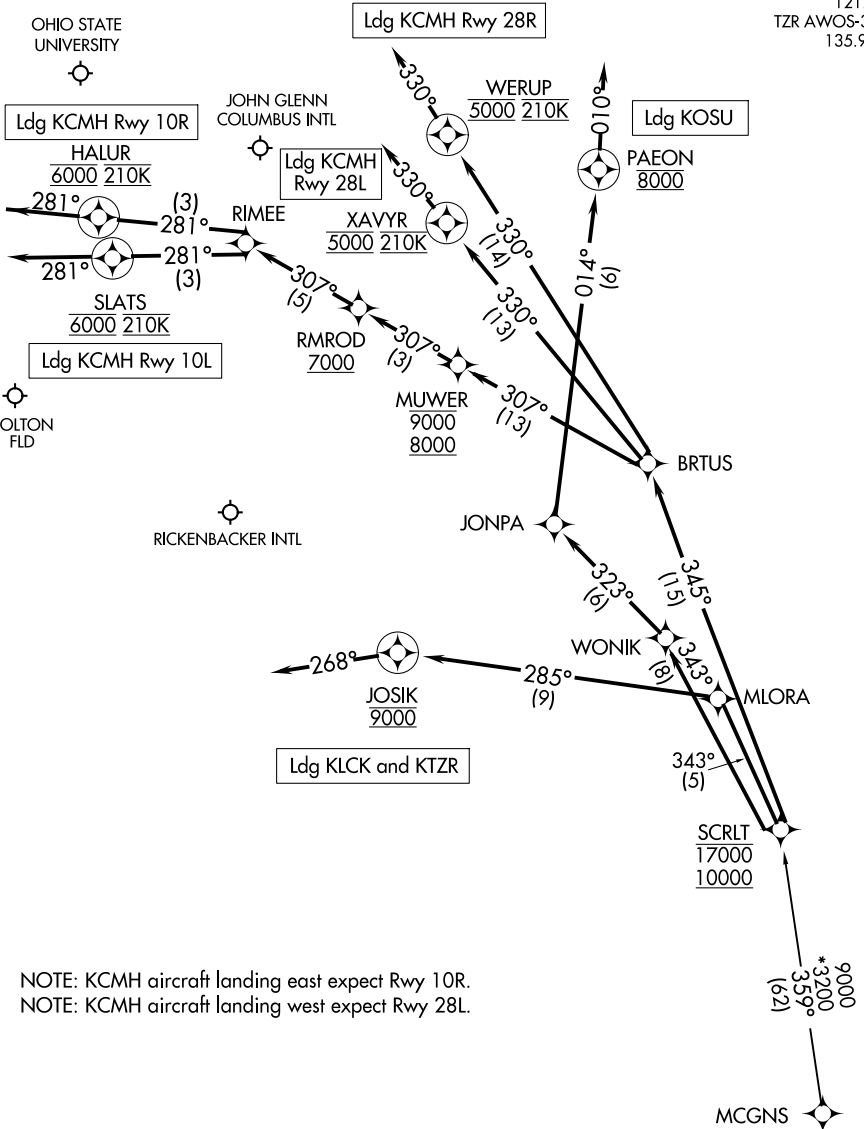 121.
TZR AWOS-3
135.9
OHIO STATE
UNIVERSITY
Ldg KCMH Rwy 28R
330°
WERUP
5000 210K
010°
Ldg KOSU
PAEON
8000
Ldg KCMH Rwy 10R
JOHN GLENN
COLUMBUS INTL
Ldg KCMH
Rwy 28L
HALUR
6000 210K
281°
(3)
281°
RIMEE
330°
XAVYR
5000 210K
330°
(14)
014°
(6)
281°
281°
(3)
SLATS
6000 210K
307°
(5)
330°
(13)
RMROD
7000
307°
(3)
Ldg KCMH Rwy 10L
MUWER
9000
8000
307°
(13)
OLTON
FLD
BRTUS
RICKENBACKER INTL
JONPA
323°
(6)
345°
(15)
WONIK
343°
(8)
268°
JOSIK
9000
285°
(9)
MLORA
Ldg KLCK and KTZR
343°
(5)
SCRLT
17000
10000
9000
*3200
359°
(62)
NOTE: KCMH aircraft landing east expect Rwy 10R.
NOTE: KCMH aircraft landing west expect Rwy 28L.
MCGNS